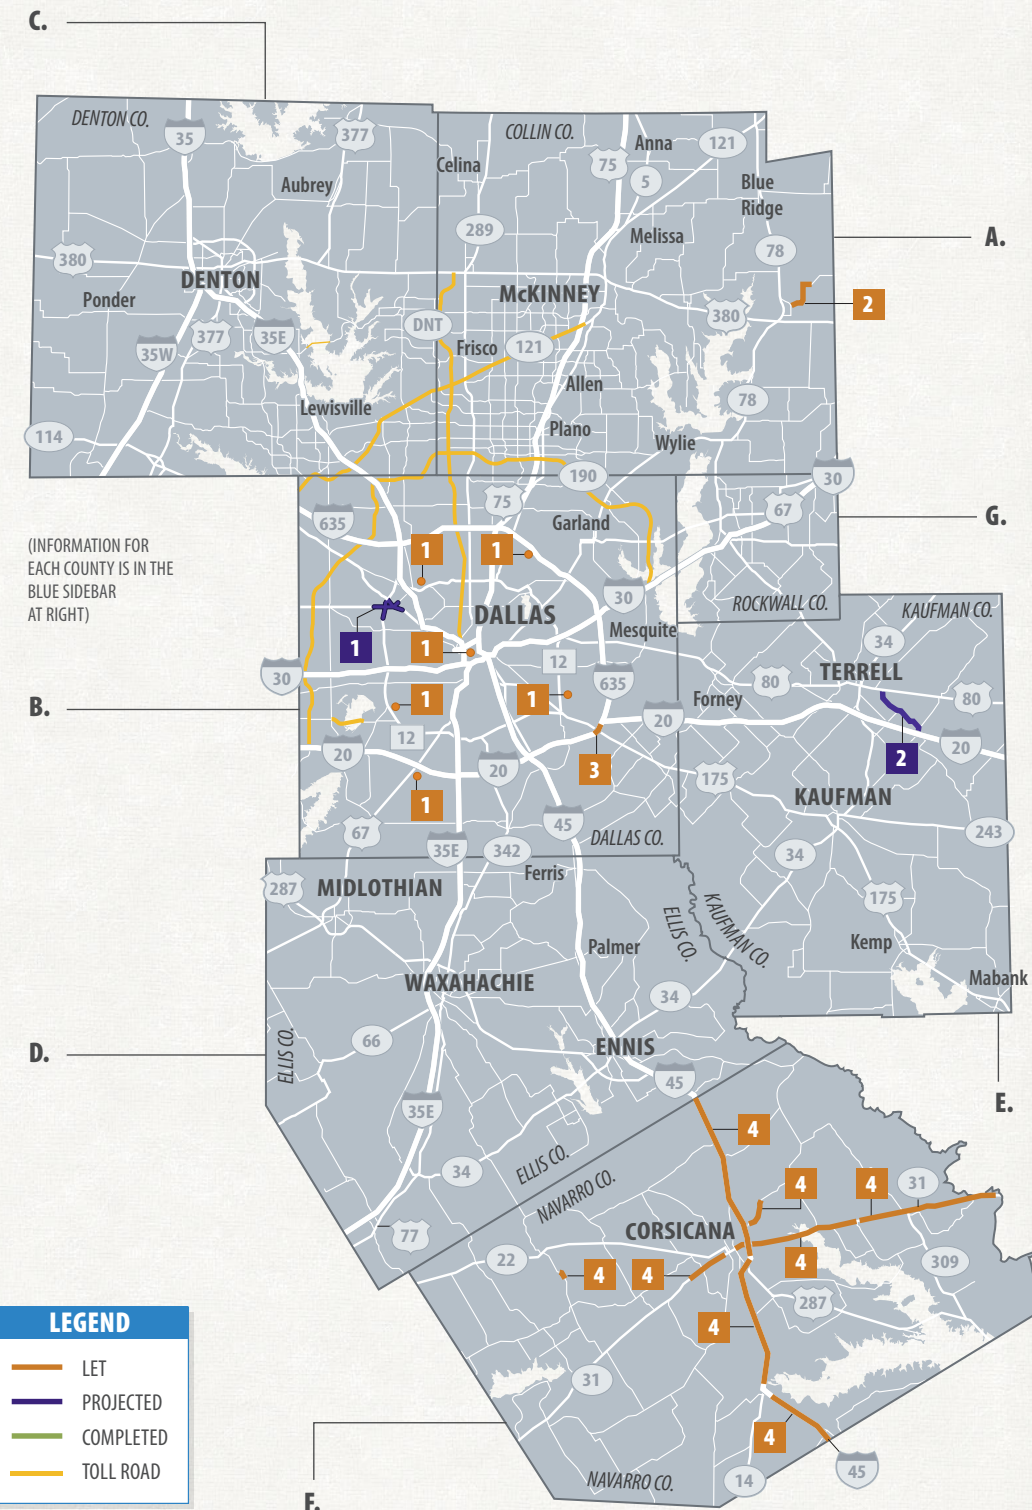 C.
DENTON CO.
35
377
COLLIN CO.
Anna
121
75
5
Celina
Aubrey
Blue
Ridge
289
Melissa
A.
78
380
DENTON
Ponder
McKINNEY
2
380
DNT
377
35E
35W
Frisco
121
Allen
78
Lewisville
Plano
114
Wylie
190
30
75
67
635
Garland
G.
(INFORMATION FOR
EACH COUNTY IS IN THE
BLUE SIDEBAR
AT RIGHT)
1
1
30
ROCKWALL CO.
KAUFMAN CO.
DALLAS
Mesquite
34
1
1
12
TERRELL
30
635
80
80
Forney
B.
1
1
20
12
20
20
2
20
3
175
1
KAUFMAN
45
67
DALLAS CO.
243
35E
342
34
Ferris
287
MIDLOTHIAN
175
ELLIS CO.
KAUFMAN CO.
Palmer
Kemp
WAXAHACHIE
Mabank
34
66
ENNIS
D.
ELLIS CO.
45
E.
35E
4
ELLIS CO.
34
4
4
31
NAVARRO CO.
77
CORSICANA
22
4
309
4
4
287
LEGEND
4
LET
31
PROJECTED
COMPLETED
4
TOLL ROAD
45
NAVARRO CO.
14
F.